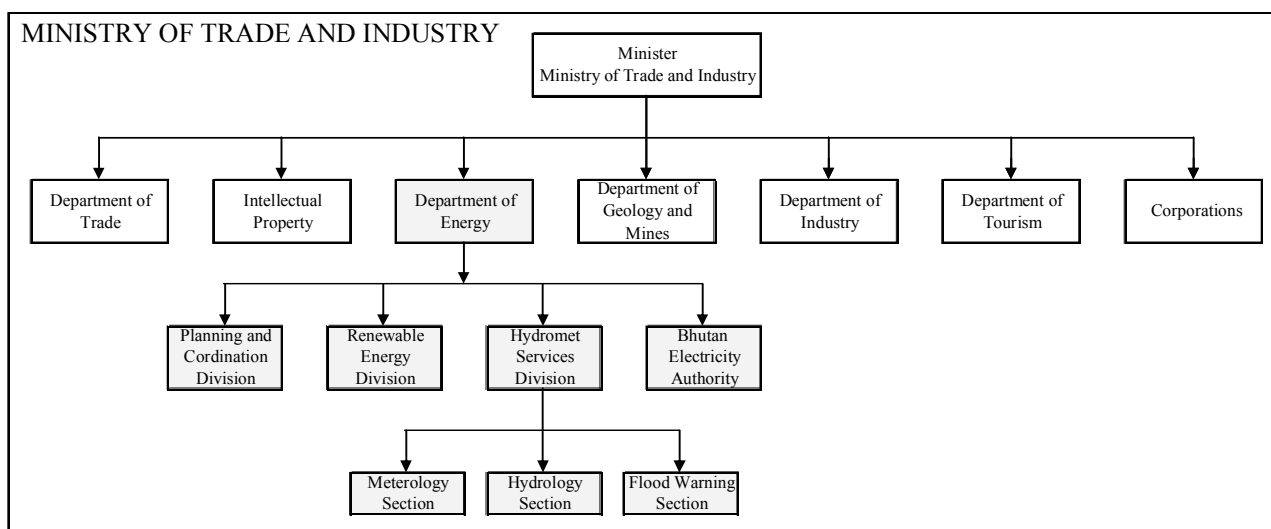 MINISTRY OF TRADE AND INDUSTRY
Minister
Ministry of Trade and Industry
Department of
Trade
Intellectual
Property
Department of
Energy
Department of
Geology and
Mines
Department of
Industry
Department of
Tourism
Corporations
Planning and
Cordination
Division
Renewable
Energy
Division
Hydromet
Services
Division
Bhutan
Electricity
Authority
Meterology
Section
Hydrology
Section
Flood Warning
Section